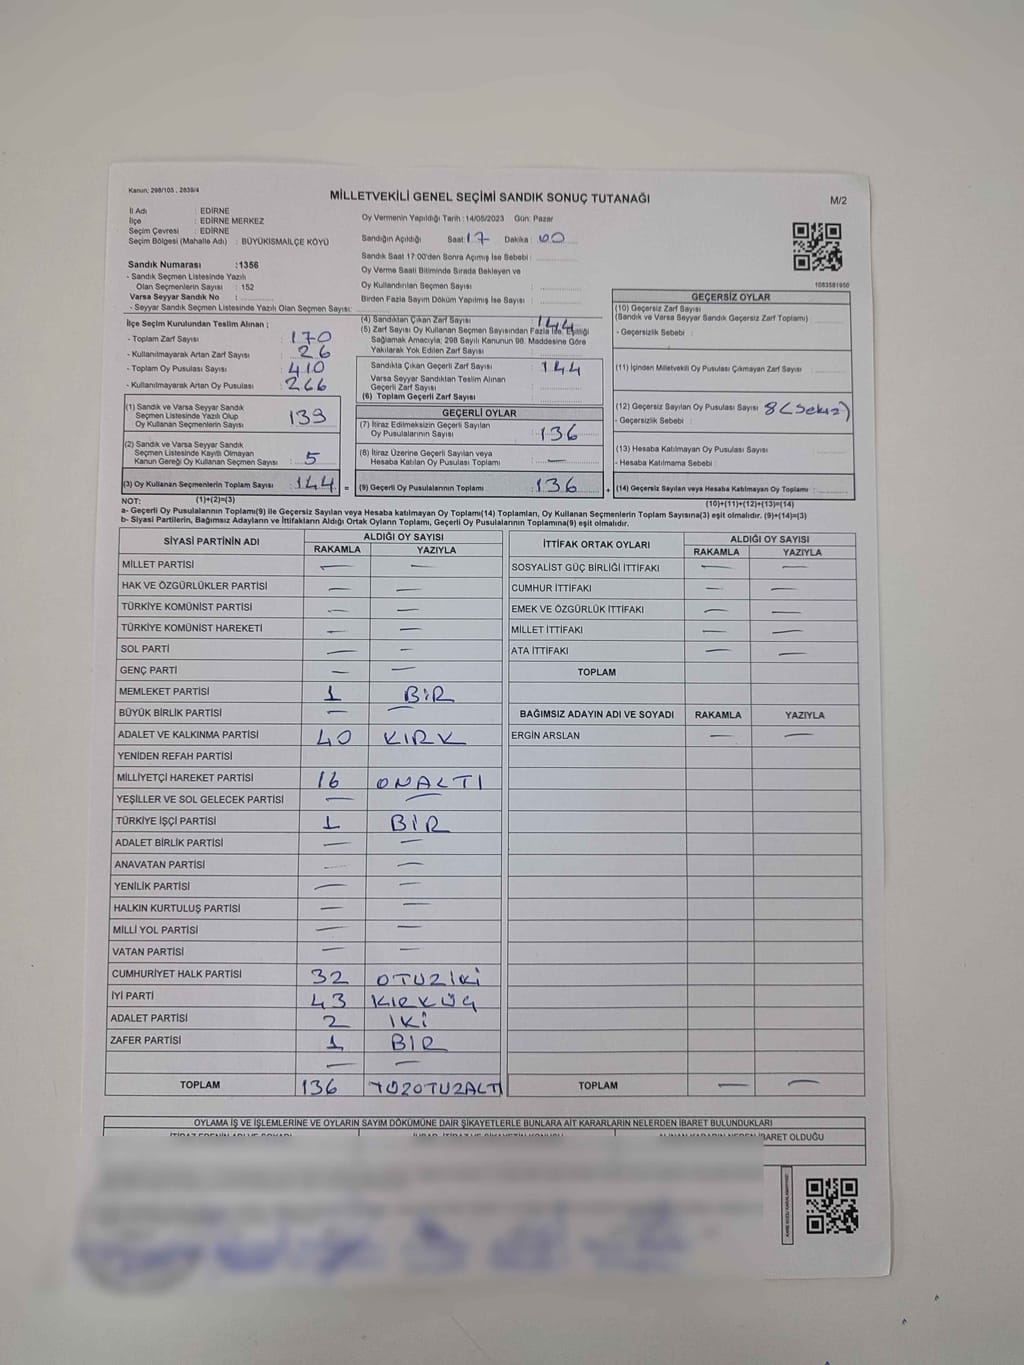 Kanun; 298/105 ; 2839/4
MİLLETVEKİLİ GENEL SEÇİMİ SANDIK SONUÇ TUTANAĞI
M/2
İl Adı : EDİRNE
İlçe : EDİRNE MERKEZ
Seçim Çevresi : EDİRNE
Seçim Bölgesi (Mahalle Adı) : BÜYÜKİSMAİLÇE KÖYÜ
Sandık Numarası :1356
- Sandık Seçmen Listesinde Yazılı
Olan Seçmenlerin Sayısı : 152
Varsa Seyyar Sandık No :
- Seyyar Sandık Seçmen Listesinde Yazılı Olan Seçmen Sayısı:
Oy Vermenin Yapıldığı Tarih : 14/05/2023 Gün: Pazar
Sandığın Açıldığı Saat: 17 Dakika : 00
Sandık Saat 17:00'den Sonra Açımış İse Sebebi :
Oy Verme Saati Bitiminde Sırada Bekleyen ve
Oy Kullandırılan Seçmen Sayısı :
Birden Fazla Sayım Döküm Yapılmış İse Sayısı :
1083581950
İlçe Seçim Kurulundan Teslim Alınan ;
- Toplam Zarf Sayısı : 170
- Kullanılmayarak Artan Zarf Sayısı : 26
- Toplam Oy Pusulası Sayısı : 410
- Kullanılmayarak Artan Oy Pusulası : 266
(1) Sandık ve Varsa Seyyar Sandık
Seçmen Listesinde Yazılı Olup
Oy Kullanan Seçmenlerin Sayısı : 139
(2) Sandık ve Varsa Seyyar Sandık
Seçmen Listesinde Kayıtlı Olmayan
Kanun Gereği Oy Kullanan Seçmen Sayısı : 5
(3) Oy Kullanan Seçmenlerin Toplam Sayısı : 144 =
(4) Sandıktan Çıkan Zarf Sayısı : 144
(5) Zarf Sayısı Oy Kullanan Seçmen Sayısından Fazla İse, Eşitliği
Sağlamak Amacıyla; 298 Sayılı Kanunun 98. Maddesine Göre
Yakılarak Yok Edilen Zarf Sayısı :
Sandıkta Çıkan Geçerli Zarf Sayısı : 144
Varsa Seyyar Sandıktan Teslim Alınan
Geçerli Zarf Sayısı :
(6) Toplam Geçerli Zarf Sayısı :
GEÇERLİ OYLAR
(7) İtiraz Edilmeksizin Geçerli Sayılan
Oy Pusulalarının Sayısı : 136
(8) İtiraz Üzerine Geçerli Sayılan veya
Hesaba Katılan Oy Pusulası Toplamı : —
(9) Geçerli Oy Pusulalarının Toplamı : 136 +
GEÇERSİZ OYLAR
(10) Geçersiz Zarf Sayısı
(Sandık ve Varsa Seyyar Sandık Geçersiz Zarf Toplamı) :
- Geçersizlik Sebebi :
(11) İçinden Milletvekili Oy Pusulası Çıkmayan Zarf Sayısı :
(12) Geçersiz Sayılan Oy Pusulası Sayısı : 8 (Sekiz)
- Geçersizlik Sebebi :
(13) Hesaba Katılmayan Oy Pusulası Sayısı :
- Hesaba Katılmama Sebebi :
(14) Geçersiz Sayılan veya Hesaba Katılmayan Oy Toplamı :
NOT: (1)+(2)=(3) (10)+(11)+(12)+(13)=(14)
a- Geçerli Oy Pusulalarının Toplamı(9) ile Geçersiz Sayılan veya Hesaba katılmayan Oy Toplamı(14) Toplamları, Oy Kullanan Seçmenlerin Toplam Sayısına(3) eşit olmalıdır. (9)+(14)=(3)
b- Siyasi Partilerin, Bağımsız Adayların ve İttifakların Aldığı Ortak Oyların Toplamı, Geçerli Oy Pusulalarının Toplamına(9) eşit olmalıdır.
SİYASİ PARTİNİN ADI ALDIĞI OY SAYISI
RAKAMLA YAZIYLA
MİLLET PARTİSİ — —
HAK VE ÖZGÜRLÜKLER PARTİSİ — —
TÜRKİYE KOMÜNİST PARTİSİ — —
TÜRKİYE KOMÜNİST HAREKETİ — —
SOL PARTİ — —
GENÇ PARTİ — —
MEMLEKET PARTİSİ 1 BİR
BÜYÜK BİRLİK PARTİSİ — —
ADALET VE KALKINMA PARTİSİ 40 KIRK
YENİDEN REFAH PARTİSİ
MİLLİYETÇİ HAREKET PARTİSİ 16 ONALTI
YEŞİLLER VE SOL GELECEK PARTİSİ — —
TÜRKİYE İŞÇİ PARTİSİ 1 BİR
ADALET BİRLİK PARTİSİ — —
ANAVATAN PARTİSİ — —
YENİLİK PARTİSİ — —
HALKIN KURTULUŞ PARTİSİ — —
MİLLİ YOL PARTİSİ — —
VATAN PARTİSİ — —
CUMHURİYET HALK PARTİSİ 32 OTUZİKİ
İYİ PARTİ 43 KIRKÜÇ
ADALET PARTİSİ 2 İKİ
ZAFER PARTİSİ 1 BİR
— —
TOPLAM 136 YÜZOTUZALTI
İTTİFAK ORTAK OYLARI ALDIĞI OY SAYISI
RAKAMLA YAZIYLA
SOSYALİST GÜÇ BİRLİĞİ İTTİFAKI — —
CUMHUR İTTİFAKI — —
EMEK VE ÖZGÜRLÜK İTTİFAKI — —
MİLLET İTTİFAKI — —
ATA İTTİFAKI — —
TOPLAM
BAĞIMSIZ ADAYIN ADI VE SOYADI RAKAMLA YAZIYLA
ERGİN ARSLAN — —
TOPLAM — —
OYLAMA İŞ VE İŞLEMLERİNE VE OYLARIN SAYIM DÖKÜMÜNE DAİR ŞİKAYETLERLE BUNLARA AİT KARARLARIN NELERDEN İBARET BULUNDUKLARI
İBARET OLDUĞU